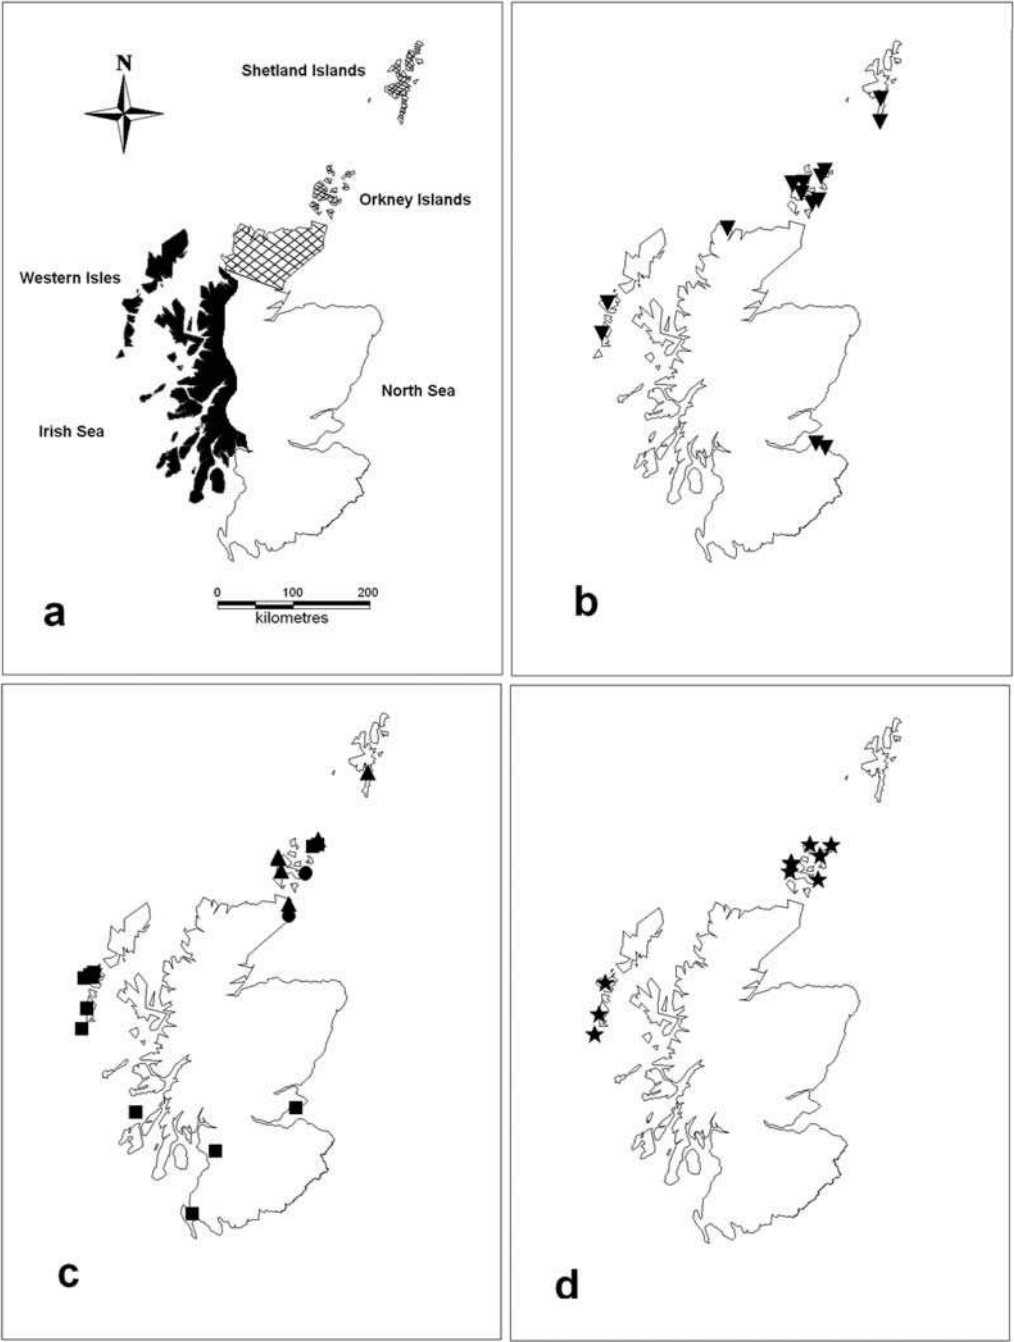 N
Shetland Islands
Orkney Islands
Western Isles
North Sea
Irish Sea
0 100 200
kilometres
a
b
c
d